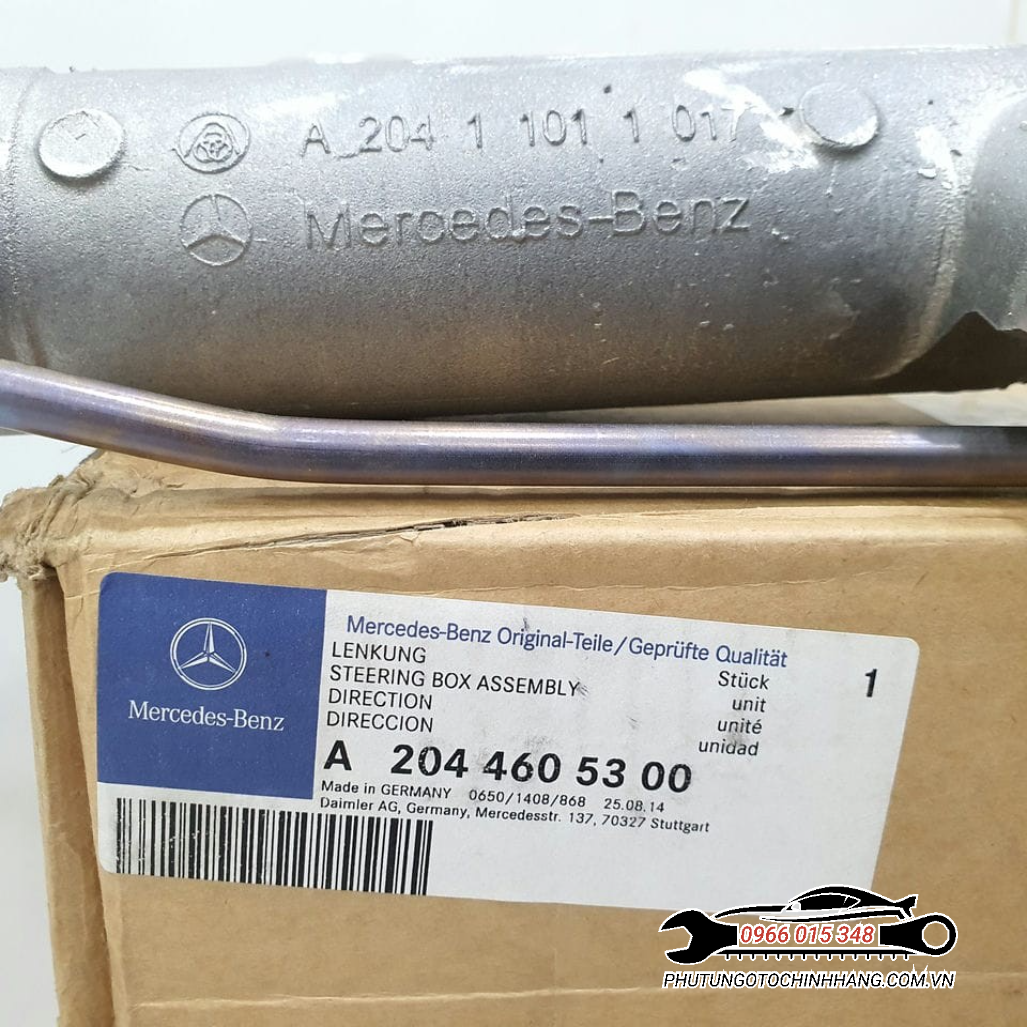 A 204 1 101 1 017
Mercedes-Benz
Mercedes-Benz
Mercedes-Benz Original-Teile/Geprüfte Qualität
LENKUNG
STEERING BOX ASSEMBLY
DIRECTION
DIRECCION
Stück
unit
unité
unidad
1
A 204 460 53 00
Made in GERMANY 0650/1408/868 25.08.14
Daimler AG, Germany, Mercedesstr. 137, 70327 Stuttgart
0966 015 348
PHUTUNGOTOCHINHHANG.COM.VN